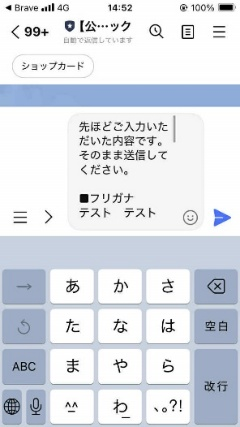 Brave 4G 14:52 100%
99+ 【公…ック
自動で返信しています
ショップカード
先ほどご入力いた
だいた内容です。
そのまま送信して
ください。
■フリガナ
テスト テスト
→ あ か さ
た な は 空白
ABC ま や ら 改行
^^ わ_ 、。?!